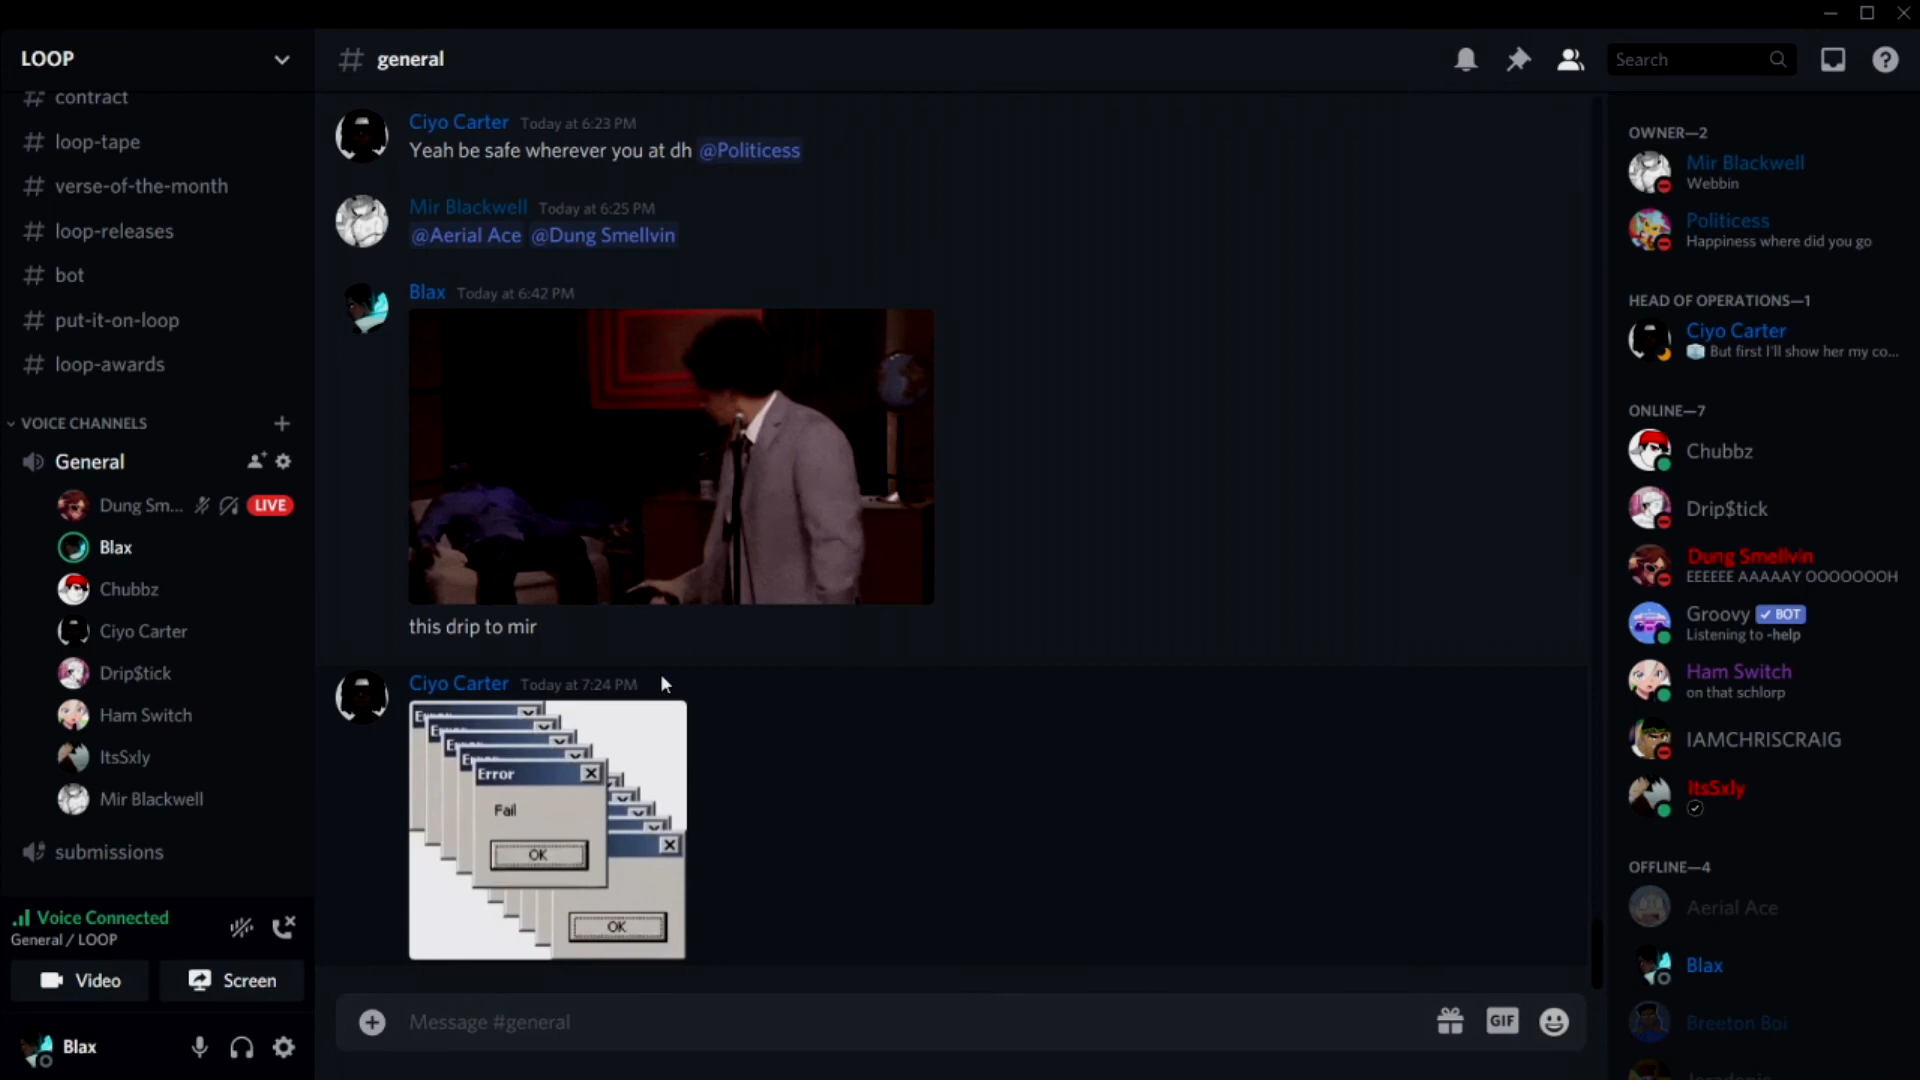 LOOP
contract
loop-tape
verse-of-the-month
loop-releases
bot
put-it-on-loop
loop-awards
VOICE CHANNELS
General
Dung Sm... LIVE
Blax
Chubbz
Ciyo Carter
Drip$tick
Ham Switch
ItsSxly
Mir Blackwell
submissions
Voice Connected
General / LOOP
Video Screen
Blax
# general
Ciyo Carter Today at 6:23 PM
Yeah be safe wherever you at dh @Politicess
Mir Blackwell Today at 6:25 PM
@Aerial Ace @Dung Smellvin
Blax Today at 6:42 PM
this drip to mir
Ciyo Carter Today at 7:24 PM
Error
Fail
OK
OK
Message #general
GIF
Search
OWNER—2
Mir Blackwell
Webbin
Politicess
Happiness where did you go
HEAD OF OPERATIONS—1
Ciyo Carter
But first I'll show her my co...
ONLINE—7
Chubbz
Drip$tick
Dung Smellvin
EEEEEE AAAAAY OOOOOOOH
Groovy BOT
Listening to -help
Ham Switch
on that schlorp
IAMCHRISCRAIG
ItsSxly
OFFLINE—4
Aerial Ace
Blax
Breeton Boi